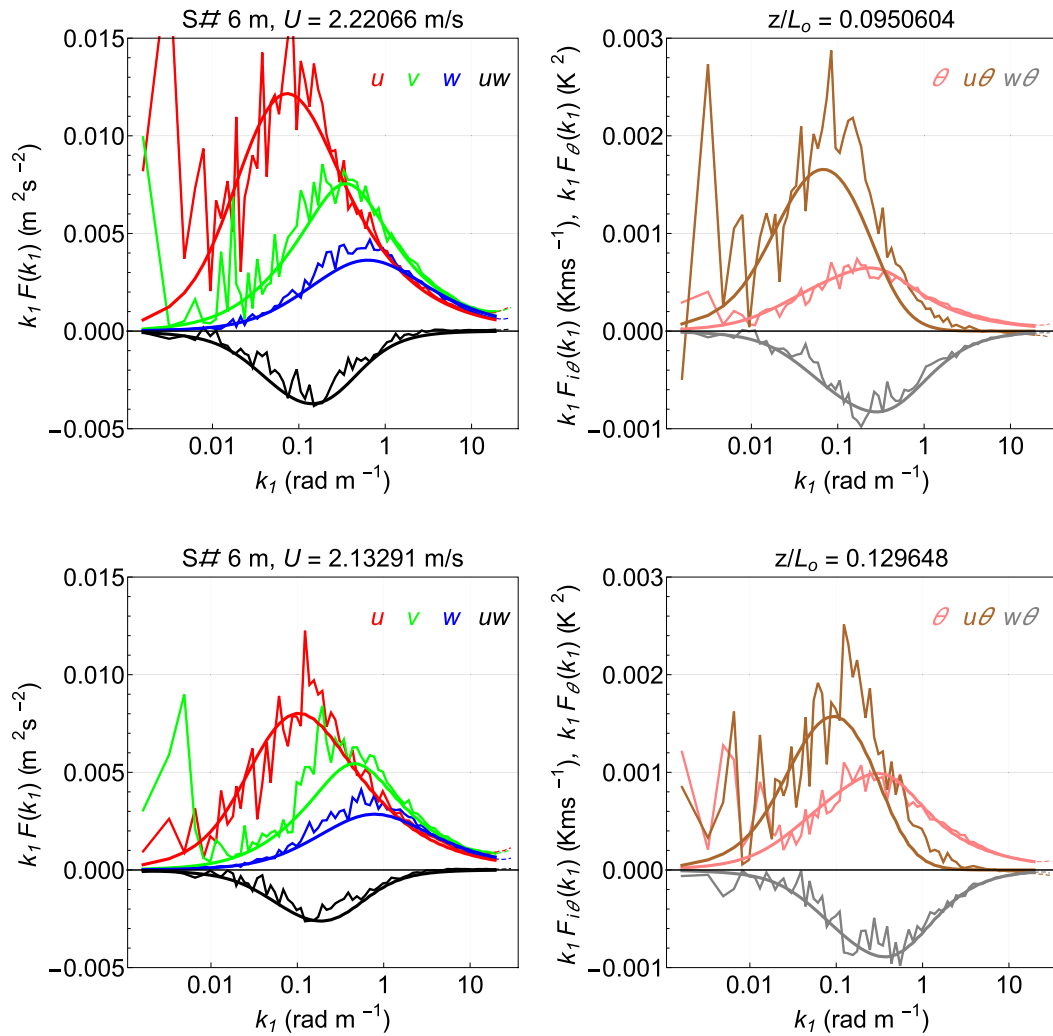 S# 6 m, U = 2.22066 m/s
z/Lₒ = 0.0950604
0.015
0.010
0.005
0.000
−0.005
k₁ F(k₁) (m ²s ⁻²)
u v w uw
0.01 0.1 1 10
k₁ (rad m ⁻¹)
0.003
0.002
0.001
0.000
−0.001
k₁ Fᵢθ(k₁) (Kms ⁻¹), k₁ Fθ(k₁) (K ²)
θ uθ wθ
0.01 0.1 1 10
k₁ (rad m ⁻¹)
S# 6 m, U = 2.13291 m/s
z/Lₒ = 0.129648
0.015
0.010
0.005
0.000
−0.005
k₁ F(k₁) (m ²s ⁻²)
u v w uw
0.01 0.1 1 10
k₁ (rad m ⁻¹)
0.003
0.002
0.001
0.000
−0.001
k₁ Fᵢθ(k₁) (Kms ⁻¹), k₁ Fθ(k₁) (K ²)
θ uθ wθ
0.01 0.1 1 10
k₁ (rad m ⁻¹)